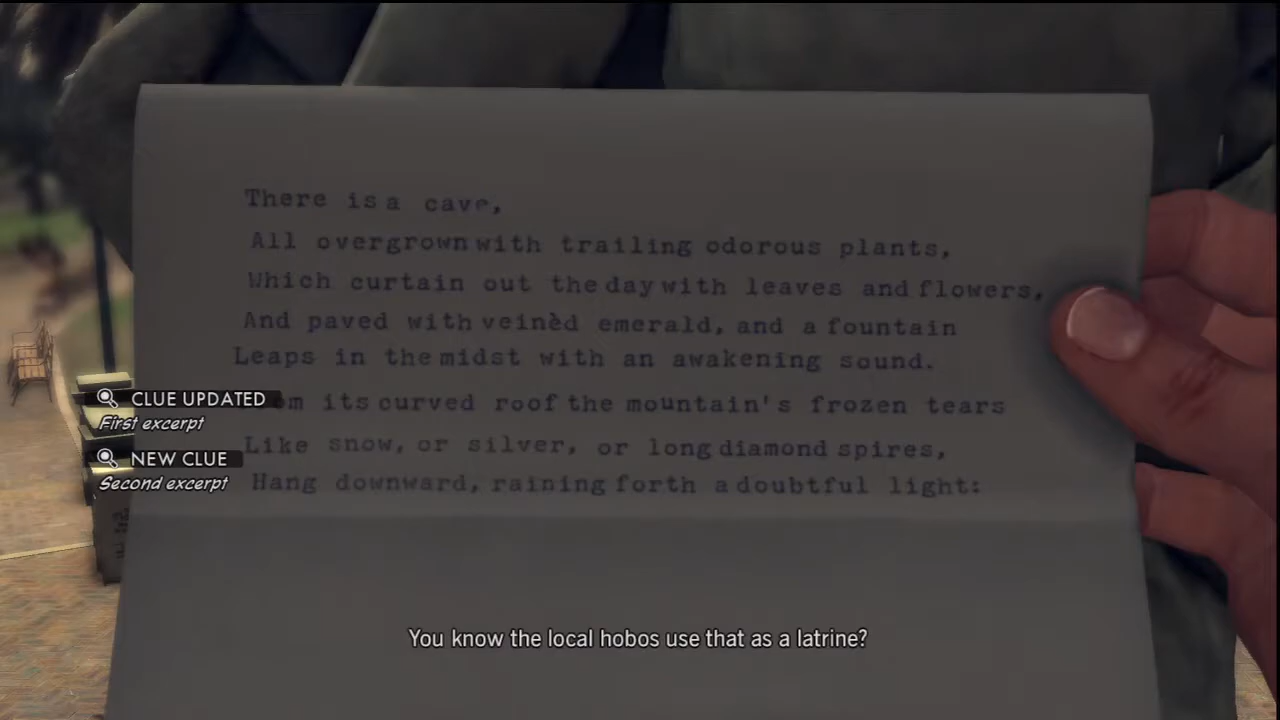 There is a cave,
All overgrown with trailing odorous plants,
Which curtain out the day with leaves and flowers,
And paved with veinèd emerald, and a fountain
Leaps in the midst with an awakening sound.
its curved roof the mountain's frozen tears
Like snow, or silver, or long diamond spires,
Hang downward, raining forth a doubtful light:
CLUE UPDATED
First excerpt
NEW CLUE
Second excerpt
You know the local hobos use that as a latrine?